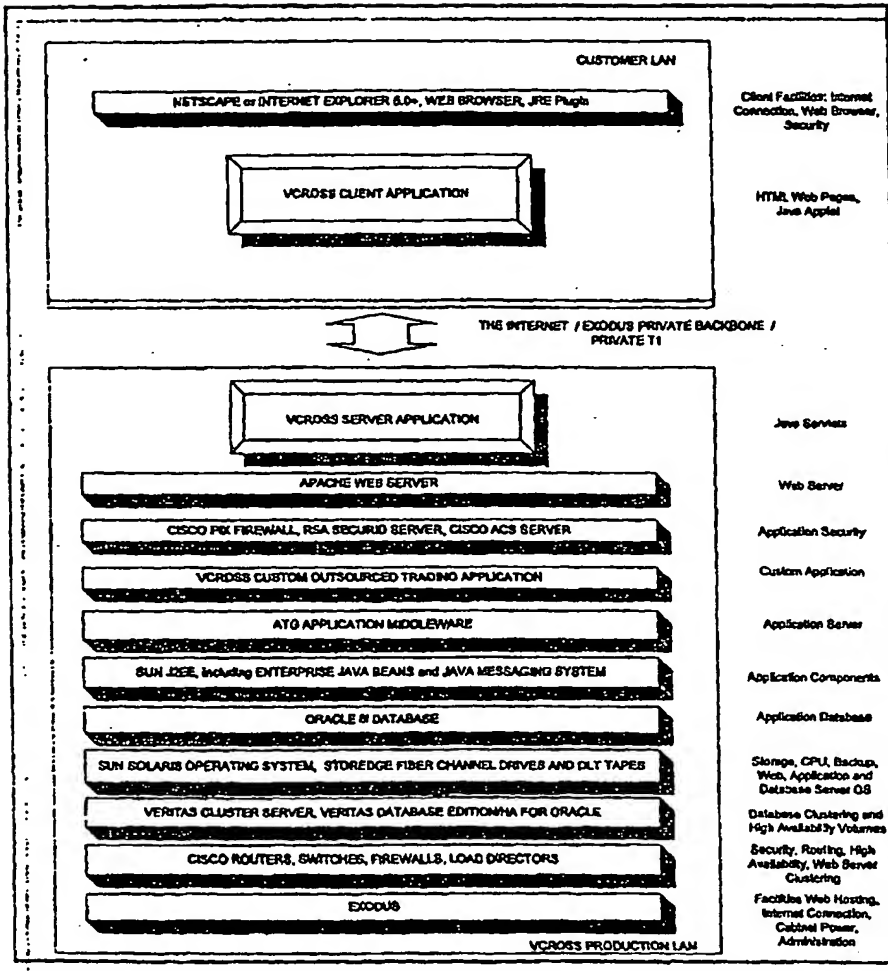 CUSTOMER LAN
NETSCAPE or INTERNET EXPLORER 5.0+, WEB BROWSER, JRE Plugin
Client Facilities: Internet
Connection, Web Browser,
Security
VCROSS CLIENT APPLICATION
HTML Web Pages,
Java Applet
THE INTERNET / EXODUS PRIVATE BACKBONE /
PRIVATE T1
VCROSS SERVER APPLICATION
Java Servlets
APACHE WEB SERVER
Web Server
CISCO PIX FIREWALL, RSA SECURID SERVER, CISCO ACS SERVER
Application Security
VCROSS CUSTOM OUTSOURCED TRADING APPLICATION
Custom Application
ATG APPLICATION MIDDLEWARE
Application Server
SUN J2EE, including ENTERPRISE JAVA BEANS and JAVA MESSAGING SYSTEM
Application Components
ORACLE 8i DATABASE
Application Database
SUN SOLARIS OPERATING SYSTEM, STOREDGE FIBER CHANNEL DRIVES AND DLT TAPES
Storage, CPU, Backup,
Web, Application and
Database Server OS
VERITAS CLUSTER SERVER, VERITAS DATABASE EDITION/HA FOR ORACLE
Database Clustering and
High Availability Volumes
CISCO ROUTERS, SWITCHES, FIREWALLS, LOAD DIRECTORS
Security, Routing, High
Availability, Web Server
Clustering
EXODUS
Facilities Web Hosting,
Internet Connection,
Cabinet Power,
Administration
VCROSS PRODUCTION LAN